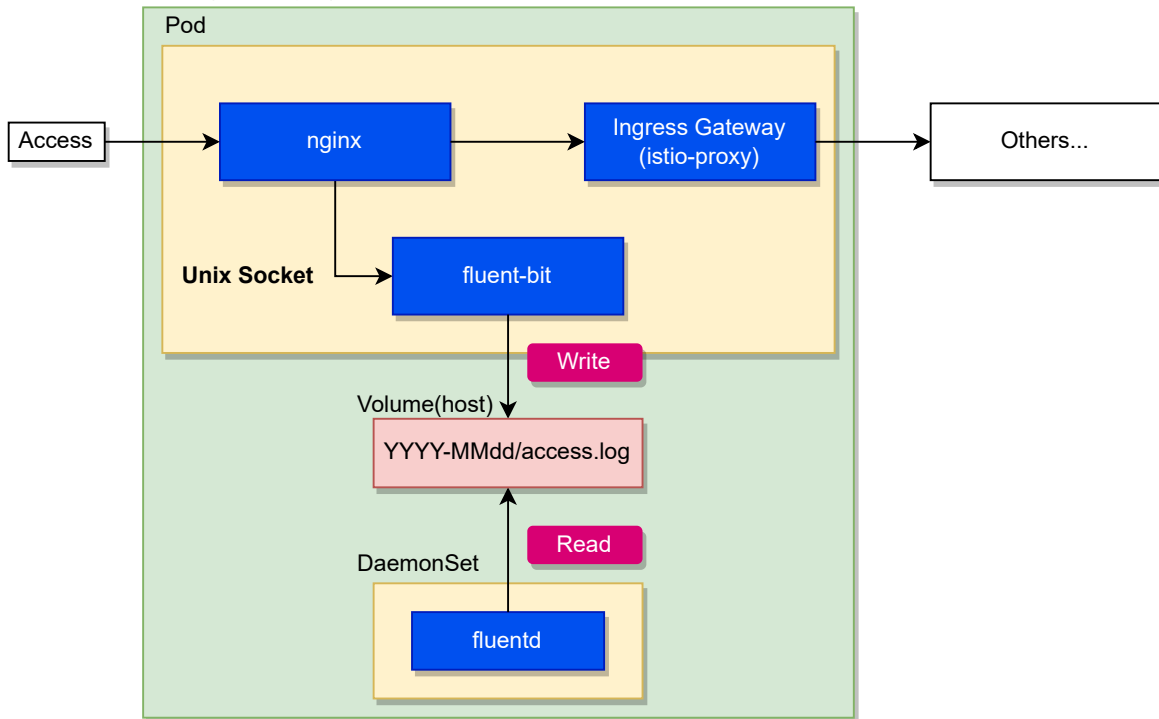 Pod
Access
nginx
Ingress Gateway
(istio-proxy)
Others...
Unix Socket
fluent-bit
Write
Volume(host)
YYYY-MMdd/access.log
Read
DaemonSet
fluentd